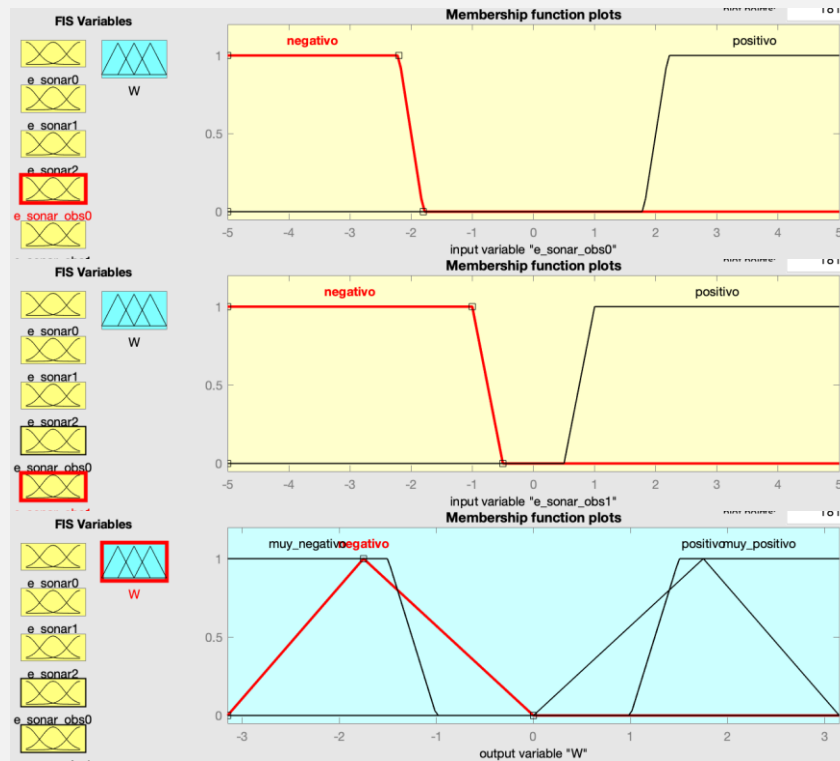 FIS Variables
Membership function plots
181
e_sonar0
W
e_sonar1
e_sonar2
e_sonar_obs0
negativo
positivo
1
0.5
0
-5 -4 -3 -2 -1 0 1 2 3 4 5
input variable "e_sonar_obs0"
FIS Variables
Membership function plots
181
e_sonar0
W
e_sonar1
e_sonar2
e_sonar_obs0
negativo
positivo
1
0.5
0
-5 -4 -3 -2 -1 0 1 2 3 4 5
input variable "e_sonar_obs1"
FIS Variables
Membership function plots
181
e_sonar0
W
e_sonar1
e_sonar2
e_sonar_obs0
muy_negativo
negativo
positivo
muy_positivo
1
0.5
0
-3 -2 -1 0 1 2 3
output variable "W"